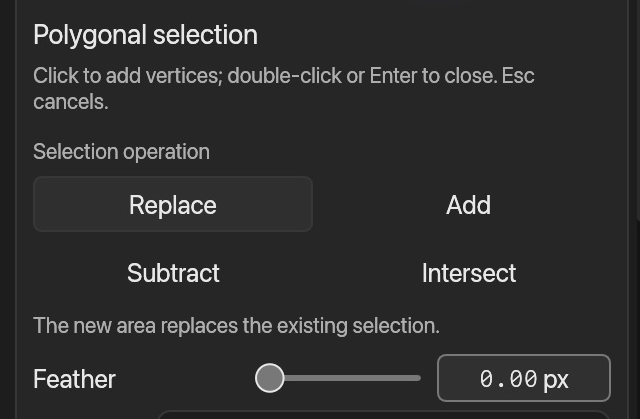 Polygonal selection
Click to add vertices; double-click or Enter to close. Esc
cancels.
Selection operation
Replace Add
Subtract Intersect
The new area replaces the existing selection.
Feather 0.00 px